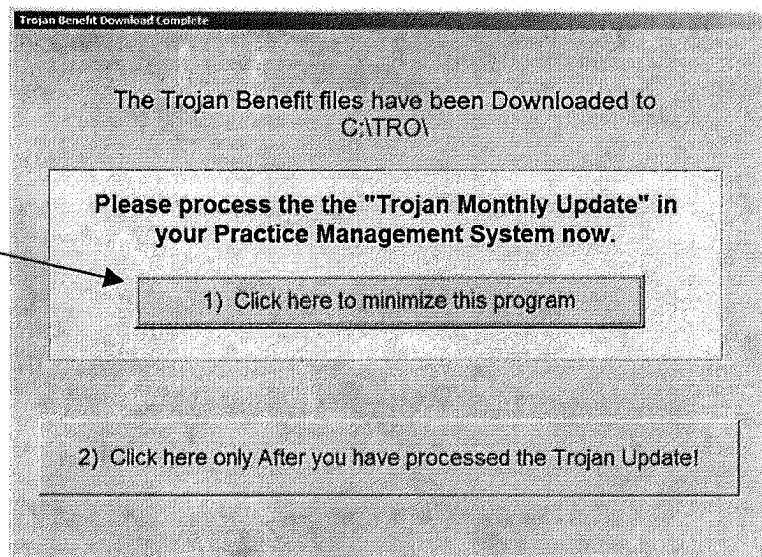 Trojan Benefit Download Complete
The Trojan Benefit files have been Downloaded to
C:\TRO\
Please process the the "Trojan Monthly Update" in
your Practice Management System now.
1) Click here to minimize this program
2) Click here only After you have processed the Trojan Update!